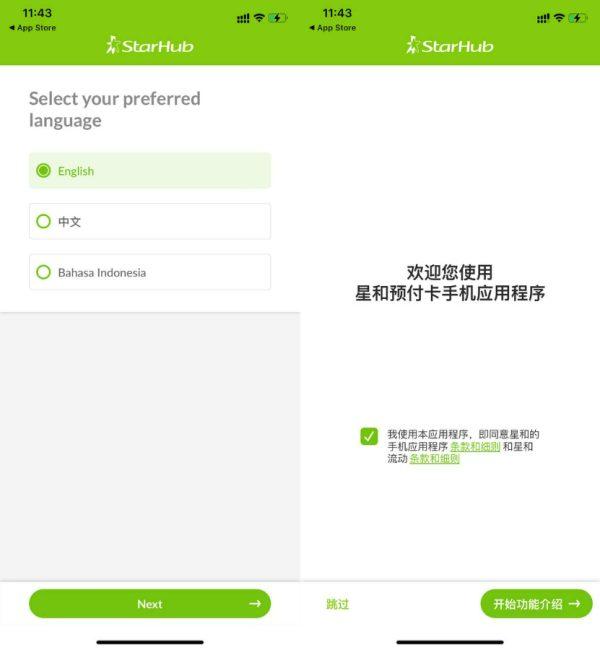 11:43
App Store
StarHub
Select your preferred
language
English
中文
Bahasa Indonesia
Next
11:43
App Store
StarHub
欢迎您使用
星和预付卡手机应用程序
我使用本应用程序，即同意星和的
手机应用程序 条款和细则 和星和
流动 条款和细则
跳过
开始功能介绍